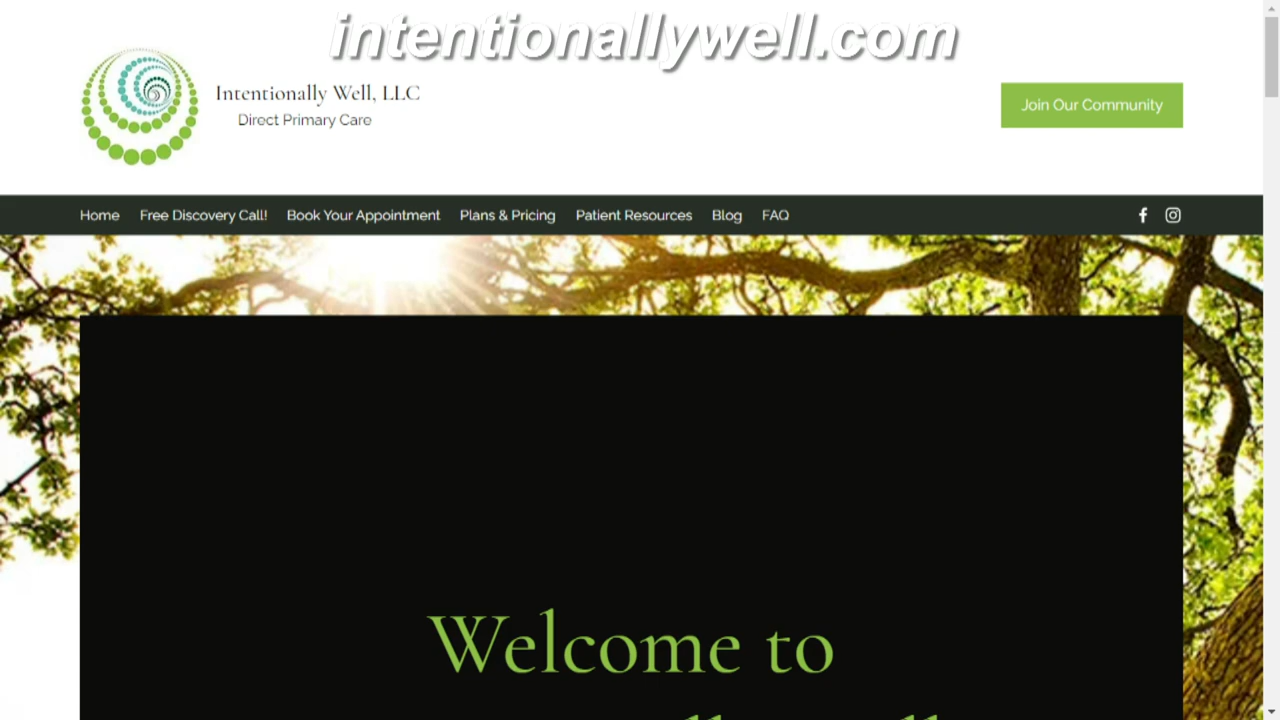 intentionallywell.com
Intentionally Well, LLC
Direct Primary Care
Join Our Community
Home Free Discovery Call! Book Your Appointment Plans & Pricing Patient Resources Blog FAQ
Welcome to